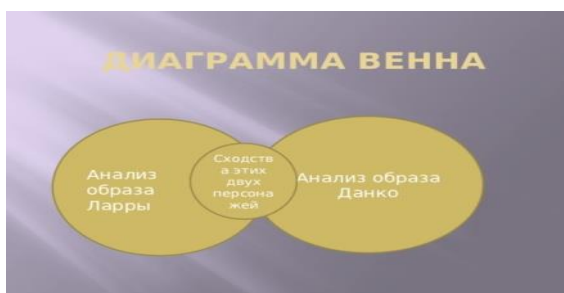 ДИАГРАММА ВЕННА
Анализ
образа
Ларры
Сходств
а этих
двух
персона
жей
Анализ образа
Данко